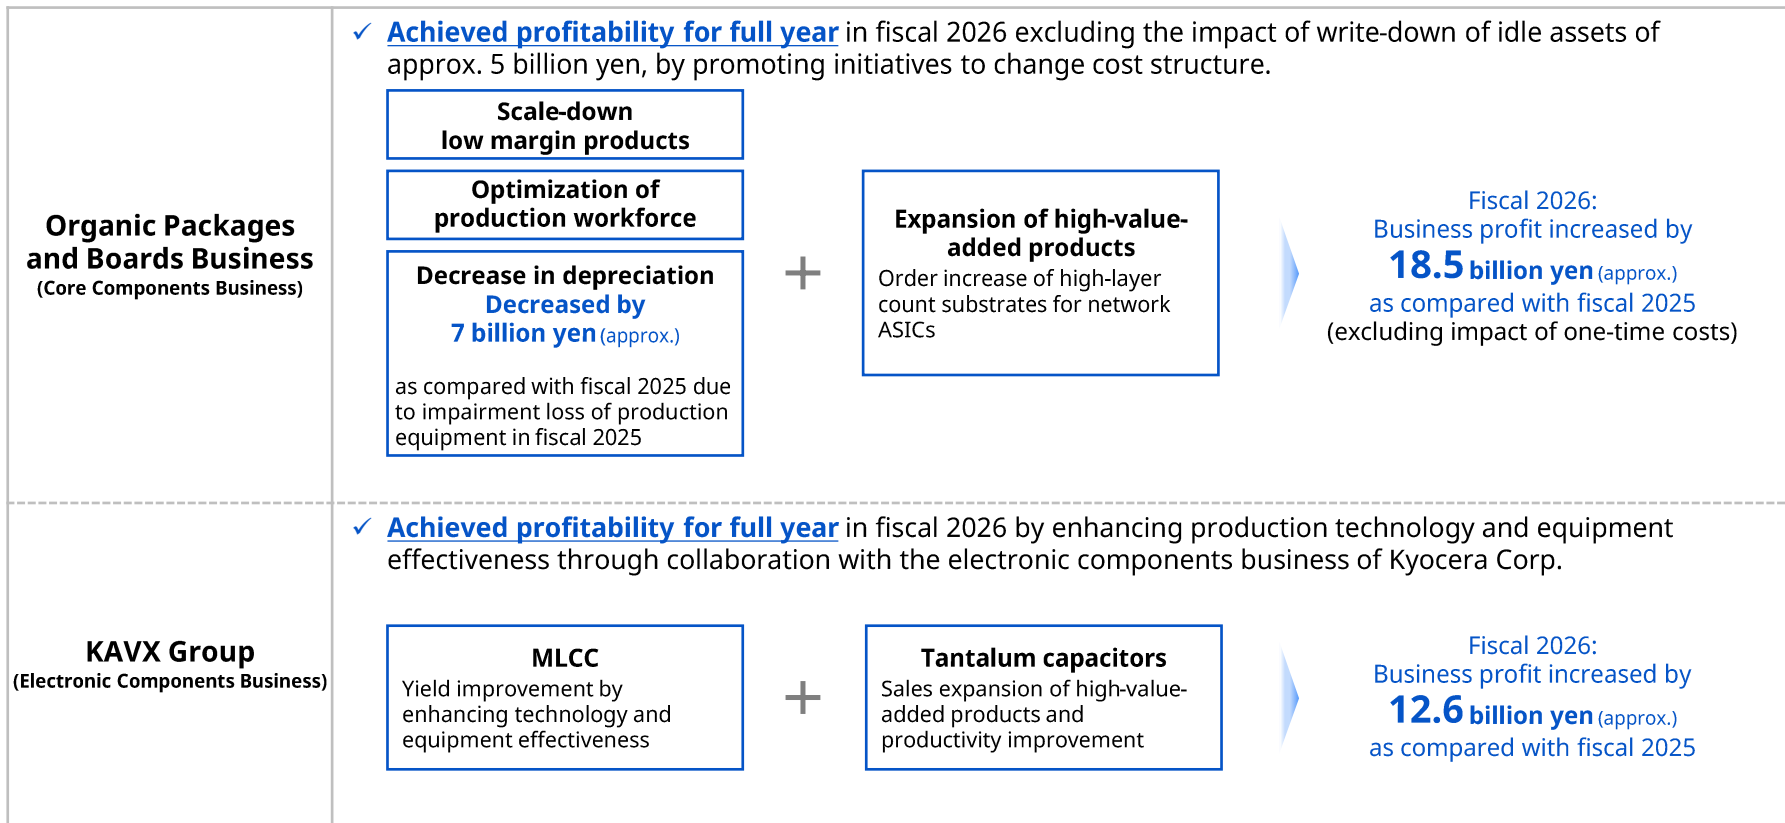 Organic Packages
and Boards Business
(Core Components Business)
✓ Achieved profitability for full year in fiscal 2026 excluding the impact of write-down of idle assets of
approx. 5 billion yen, by promoting initiatives to change cost structure.
Scale-down
low margin products
Optimization of
production workforce
Decrease in depreciation
Decreased by
7 billion yen (approx.)
as compared with fiscal 2025 due
to impairment loss of production
equipment in fiscal 2025
+
Expansion of high-value-
added products
Order increase of high-layer
count substrates for network
ASICs
Fiscal 2026:
Business profit increased by
18.5 billion yen (approx.)
as compared with fiscal 2025
(excluding impact of one-time costs)
KAVX Group
(Electronic Components Business)
✓ Achieved profitability for full year in fiscal 2026 by enhancing production technology and equipment
effectiveness through collaboration with the electronic components business of Kyocera Corp.
MLCC
Yield improvement by
enhancing technology and
equipment effectiveness
+
Tantalum capacitors
Sales expansion of high-value-
added products and
productivity improvement
Fiscal 2026:
Business profit increased by
12.6 billion yen (approx.)
as compared with fiscal 2025